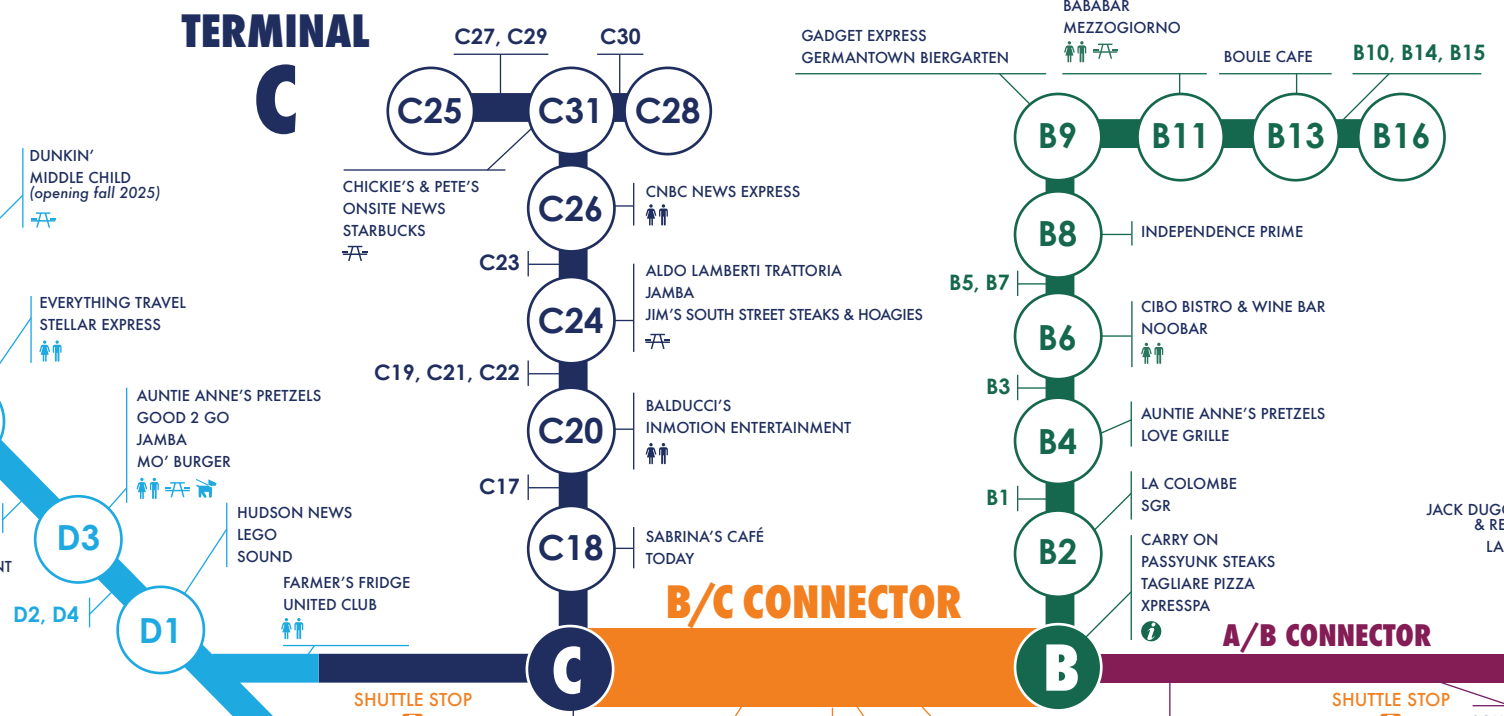 TERMINAL
C
C27, C29
C30
C25
C31
C28
CHICKIE'S & PETE'S
ONSITE NEWS
STARBUCKS
C26
CNBC NEWS EXPRESS
C23
C24
ALDO LAMBERTI TRATTORIA
JAMBA
JIM'S SOUTH STREET STEAKS & HOAGIES
C19, C21, C22
C20
BALDUCCI'S
INMOTION ENTERTAINMENT
C17
C18
SABRINA'S CAFÉ
TODAY
C
DUNKIN'
MIDDLE CHILD
(opening fall 2025)
EVERYTHING TRAVEL
STELLAR EXPRESS
AUNTIE ANNE'S PRETZELS
GOOD 2 GO
JAMBA
MO' BURGER
D3
HUDSON NEWS
LEGO
SOUND
NT
D2, D4
D1
FARMER'S FRIDGE
UNITED CLUB
SHUTTLE STOP
B/C CONNECTOR
GADGET EXPRESS
GERMANTOWN BIERGARTEN
BABABAR
MEZZOGIORNO
BOULE CAFE
B10, B14, B15
B9
B11
B13
B16
B8
INDEPENDENCE PRIME
B5, B7
B6
CIBO BISTRO & WINE BAR
NOOBAR
B3
B4
AUNTIE ANNE'S PRETZELS
LOVE GRILLE
B1
LA COLOMBE
SGR
B2
CARRY ON
PASSYUNK STEAKS
TAGLIARE PIZZA
XPRESSPA
i
B
A/B CONNECTOR
JACK DUGG
& RE
LA
SHUTTLE STOP